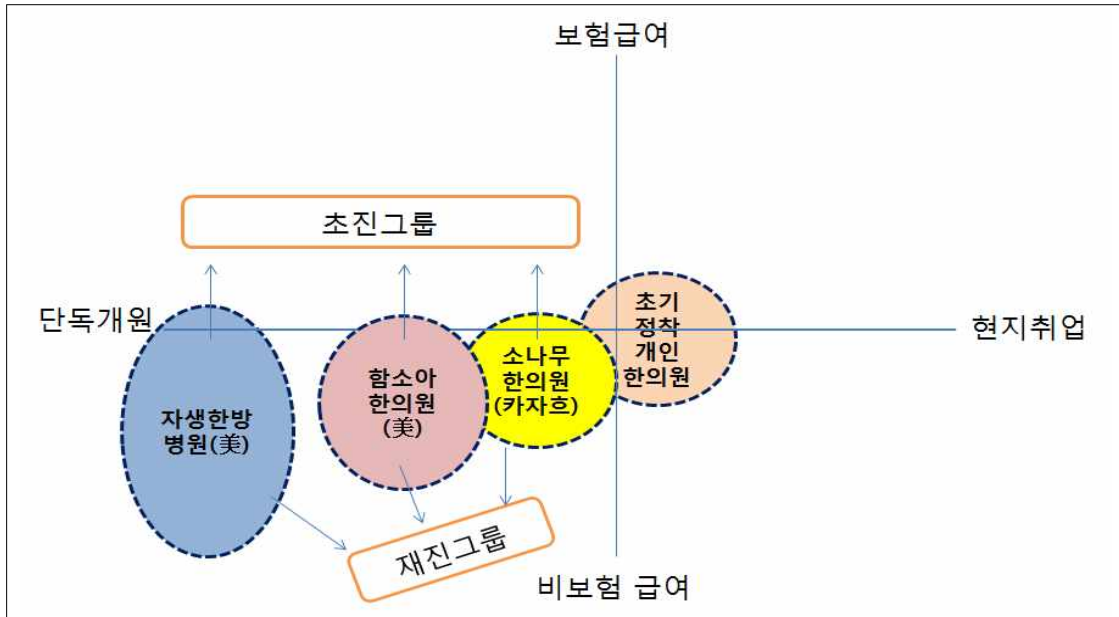 보험급여
초진그룹
단독개원
현지취업
초기
정착
개인
한의원
소나무
한의원
(카자흐)
함소아
한의원
(美)
자생한방
병원(美)
재진그룹
비보험 급여